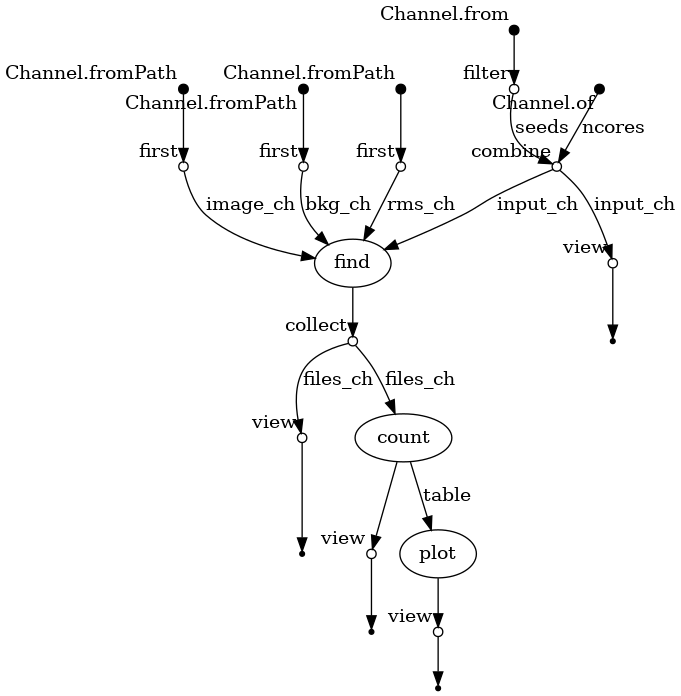 Channel.from
Channel.fromPath
Channel.fromPath
filter
Channel.fromPath
Channel.of
seeds
ncores
first
first
first
combine
image_ch
bkg_ch
rms_ch
input_ch
input_ch
view
find
collect
files_ch
files_ch
view
count
table
view
plot
view